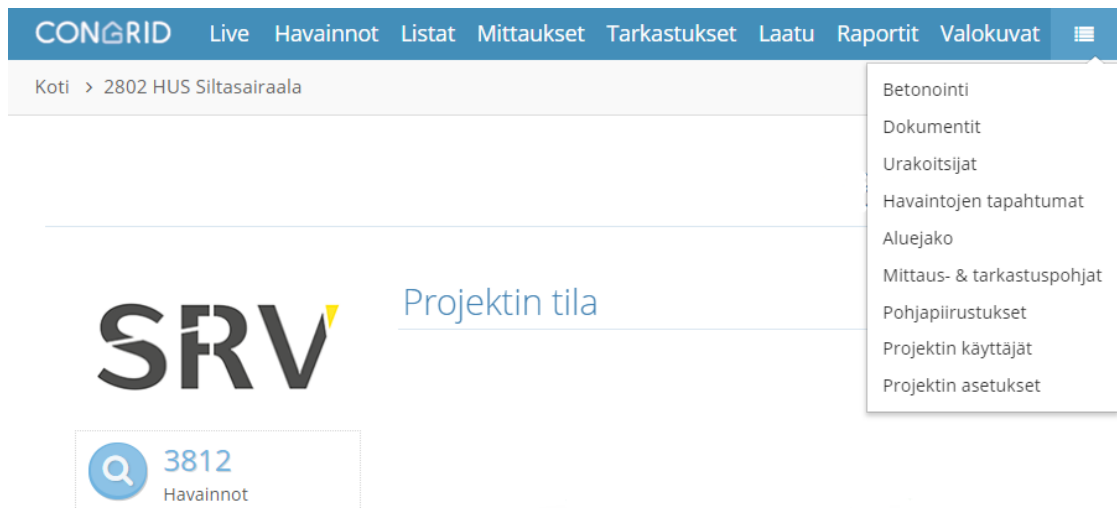 CONGRID Live Havainnot Listat Mittaukset Tarkastukset Laatu Raportit Valokuvat
Koti > 2802 HUS Siltasairaala
Betonointi
Dokumentit
Urakoitsijat
Havaintojen tapahtumat
Aluejako
Mittaus- & tarkastuspohjat
Pohjapiirustukset
Projektin käyttäjät
Projektin asetukset
SRV
Projektin tila
3812
Havainnot